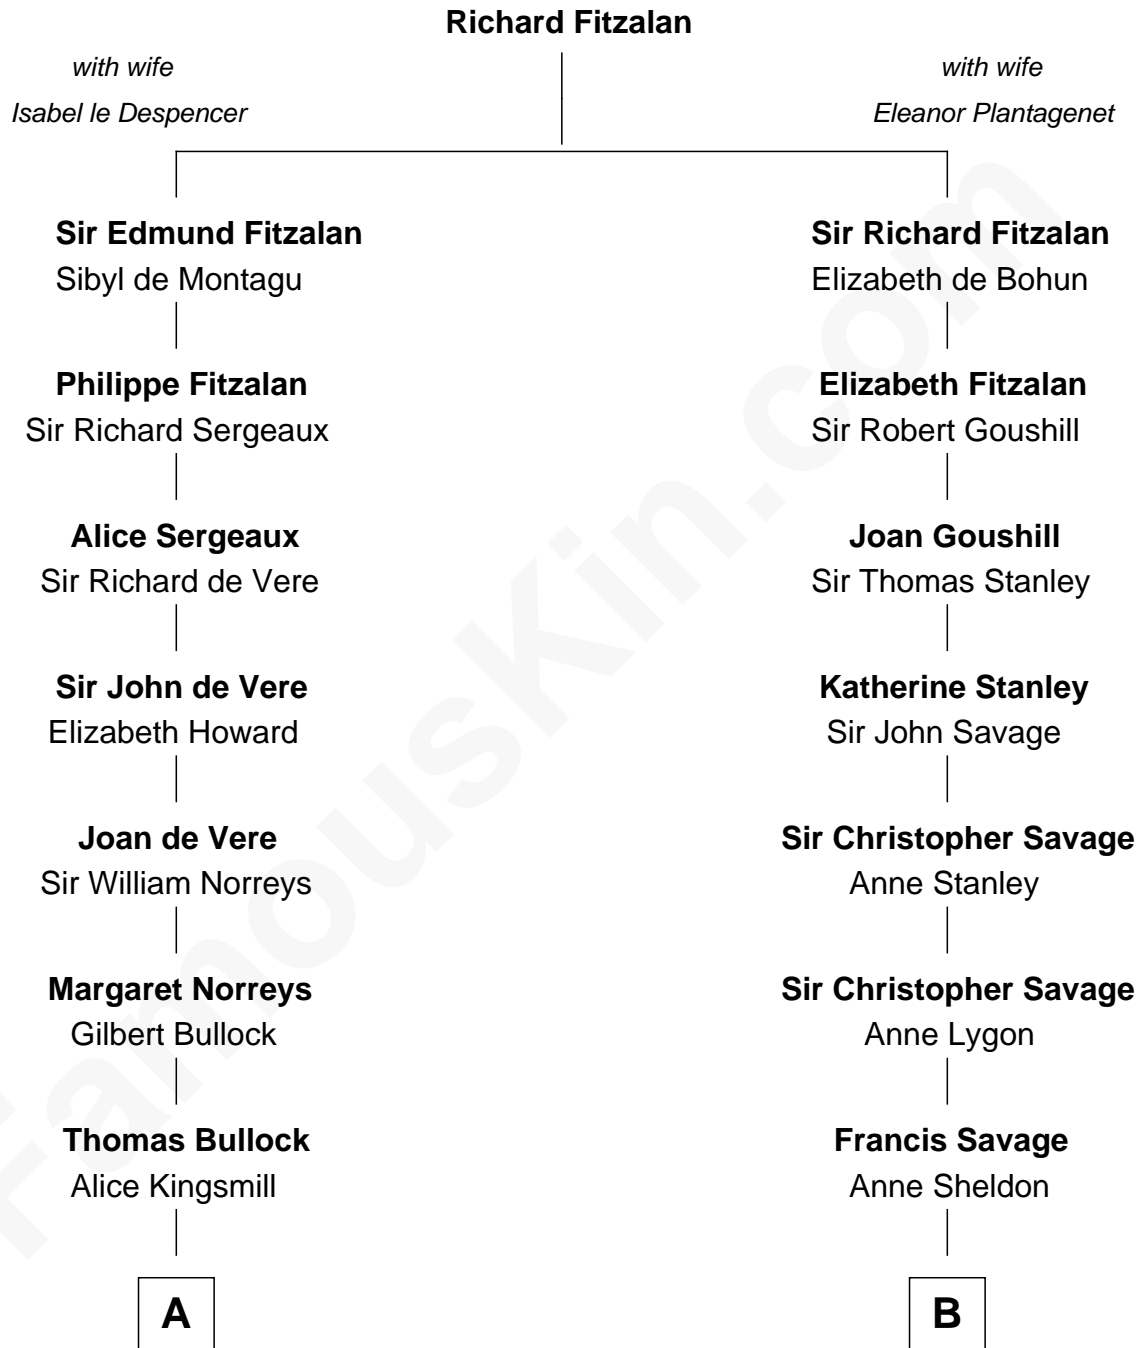 Richard Fitzalan
with wife
Isabel le Despencer
with wife
Eleanor Plantagenet
Sir Edmund Fitzalan
Sibyl de Montagu
Sir Richard Fitzalan
Elizabeth de Bohun
Philippe Fitzalan
Sir Richard Sergeaux
Elizabeth Fitzalan
Sir Robert Goushill
Alice Sergeaux
Sir Richard de Vere
Joan Goushill
Sir Thomas Stanley
Sir John de Vere
Elizabeth Howard
Katherine Stanley
Sir John Savage
Joan de Vere
Sir William Norreys
Sir Christopher Savage
Anne Stanley
Margaret Norreys
Gilbert Bullock
Sir Christopher Savage
Anne Lygon
Thomas Bullock
Alice Kingsmill
Francis Savage
Anne Sheldon
A
B
FamousKin.com